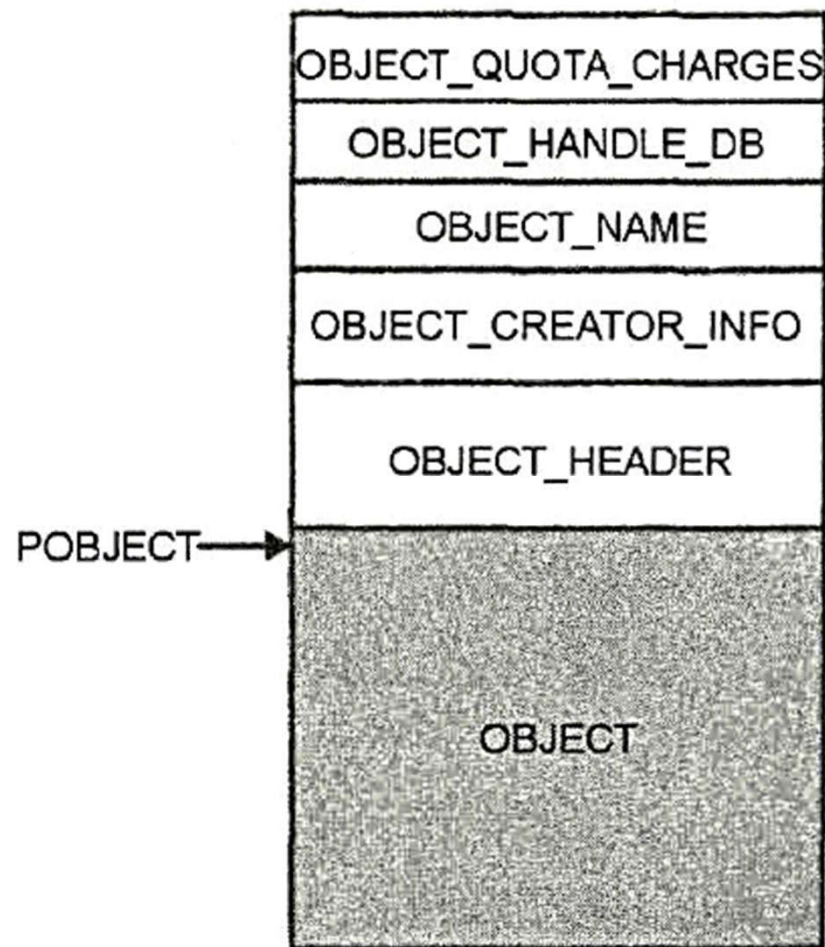 OBJECT_QUOTA_CHARGES
OBJECT_HANDLE_DB
OBJECT_NAME
OBJECT_CREATOR_INFO
OBJECT_HEADER
POBJECT
OBJECT